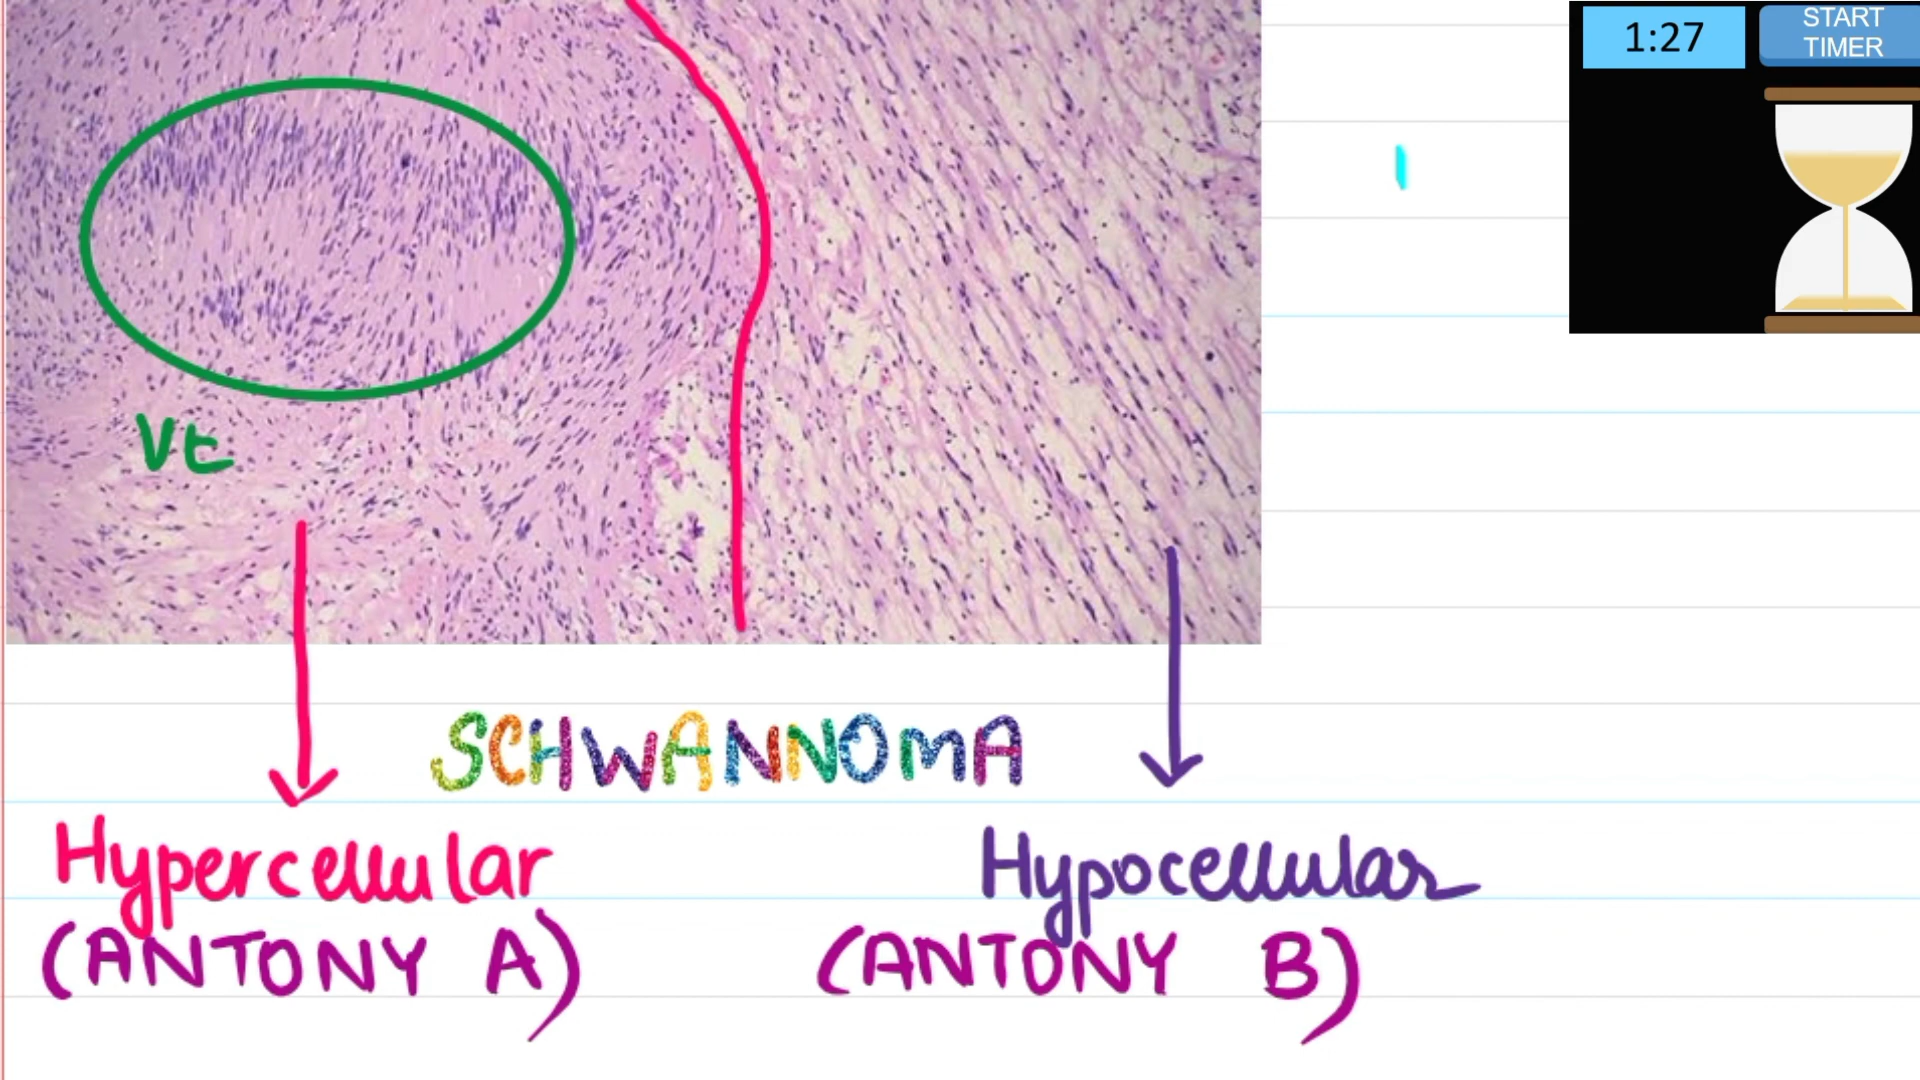 1:27
START
TIMER
Vt
SCHWANNOMA
Hypercellular
(ANTONY A)
Hypocellular
(ANTONY B)